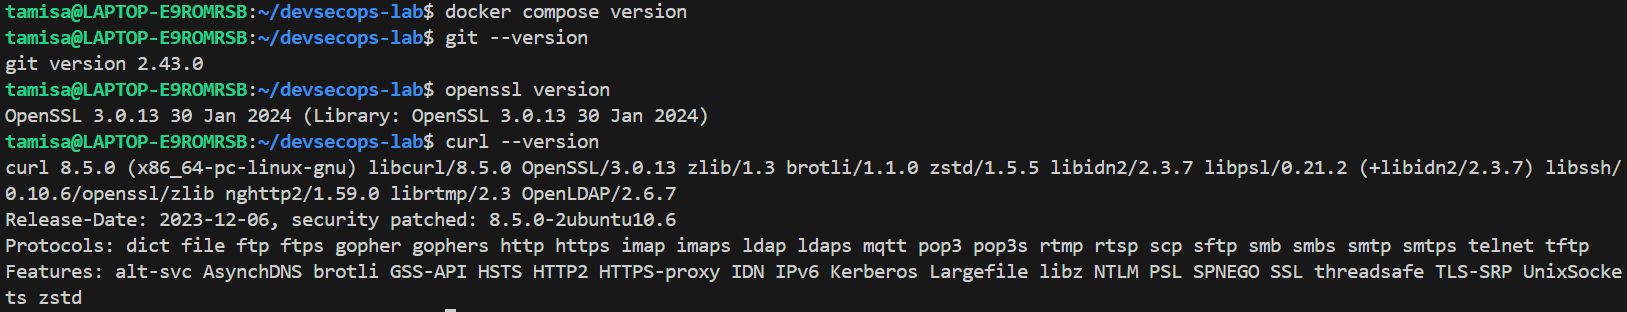 tamisa@LAPTOP-E9ROMRSB:~/devsecops-lab$ docker compose version
tamisa@LAPTOP-E9ROMRSB:~/devsecops-lab$ git --version
git version 2.43.0
tamisa@LAPTOP-E9ROMRSB:~/devsecops-lab$ openssl version
OpenSSL 3.0.13 30 Jan 2024 (Library: OpenSSL 3.0.13 30 Jan 2024)
tamisa@LAPTOP-E9ROMRSB:~/devsecops-lab$ curl --version
curl 8.5.0 (x86_64-pc-linux-gnu) libcurl/8.5.0 OpenSSL/3.0.13 zlib/1.3 brotli/1.1.0 zstd/1.5.5 libidn2/2.3.7 libpsl/0.21.2 (+libidn2/2.3.7) libssh/
0.10.6/openssl/zlib nghttp2/1.59.0 librtmp/2.3 OpenLDAP/2.6.7
Release-Date: 2023-12-06, security patched: 8.5.0-2ubuntu10.6
Protocols: dict file ftp ftps gopher gophers http https imap imaps ldap ldaps mqtt pop3 pop3s rtmp rtsp scp sftp smb smbs smtp smtps telnet tftp
Features: alt-svc AsynchDNS brotli GSS-API HSTS HTTP2 HTTPS-proxy IDN IPv6 Kerberos Largefile libz NTLM PSL SPNEGO SSL threadsafe TLS-SRP UnixSocke
ts zstd